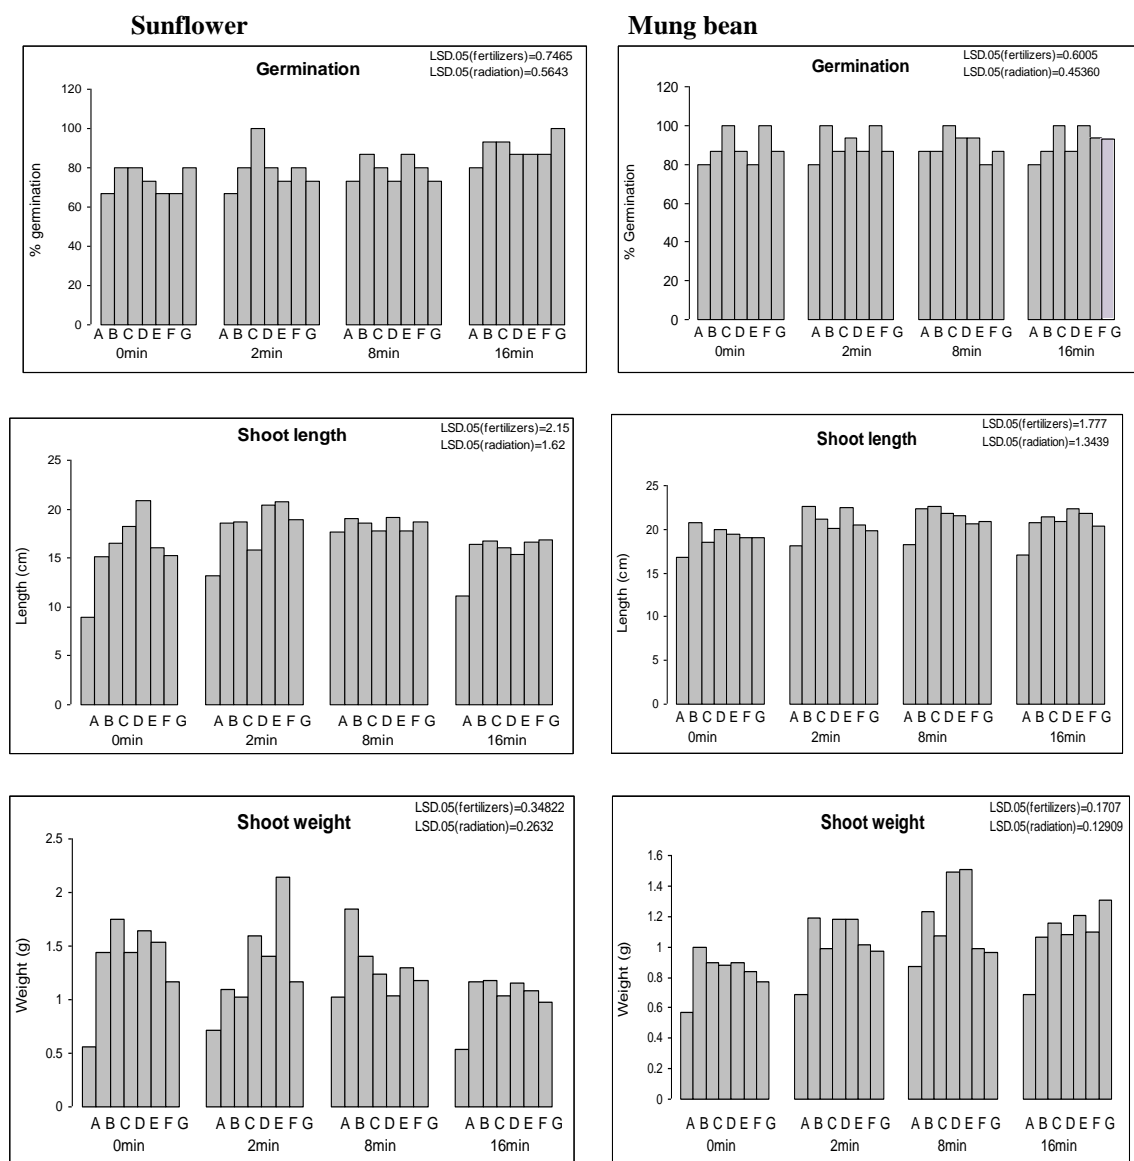 Sunflower
Mung bean
Germination
LSD.05(fertilizers)=0.7465
LSD.05(radiation)=0.5643
% germination
120
100
80
60
40
20
0
A B C D E F G
A B C D E F G
A B C D E F G
A B C D E F G
0min
2min
8min
16min
Germination
LSD.05(fertilizers)=0.6005
LSD.05(radiation)=0.45360
% Germination
120
100
80
60
40
20
0
A B C D E F G
A B C D E F G
A B C D E F G
A B C D E F G
0min
2min
8min
16min
Shoot length
LSD.05(fertilizers)=2.15
LSD.05(radiation)=1.62
Length (cm)
25
20
15
10
5
0
A B C D E F G
A B C D E F G
A B C D E F G
A B C D E F G
0min
2min
8min
16min
Shoot length
LSD.05(fertilizers)=1.777
LSD.05(radiation)=1.3439
Length (cm)
25
20
15
10
5
0
A B C D E F G
A B C D E F G
A B C D E F G
A B C D E F G
0min
2min
8min
16min
Shoot weight
LSD.05(fertilizers)=0.34822
LSD.05(radiation)=0.2632
Weight (g)
2.5
2
1.5
1
0.5
0
A B C D E F G
A B C D E F G
A B C D E F G
A B C D E F G
0min
2min
8min
16min
Shoot weight
LSD.05(fertilizers)=0.1707
LSD.05(radiation)=0.12909
Weight (g)
1.6
1.4
1.2
1
0.8
0.6
0.4
0.2
0
A B C D E F G
A B C D E F G
A B C D E F G
A B C D E F G
0min
2min
8min
16min